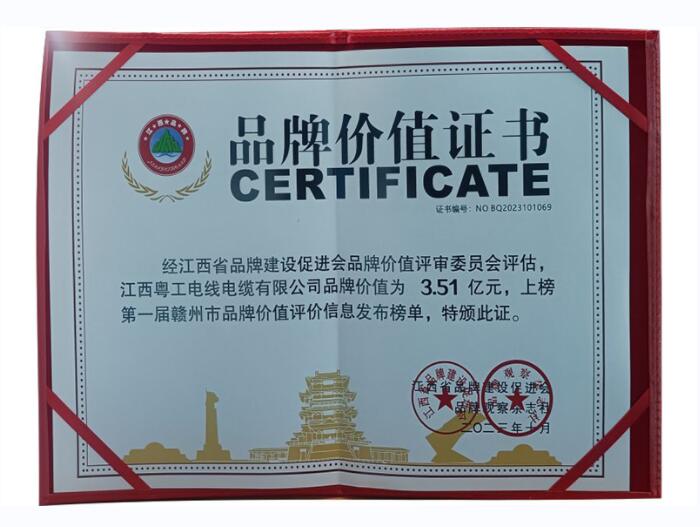 江西品牌
品牌价值证书
CERTIFICATE
证书编号：NO BQ2023101069
经江西省品牌建设促进会品牌价值评审委员会评估，
江西粤工电线电缆有限公司品牌价值为 3.51 亿元，上榜
第一届赣州市品牌价值评价信息发布榜单，特颁此证。
江西省品牌建设促进会
品牌观察杂志社
二〇二三年十月